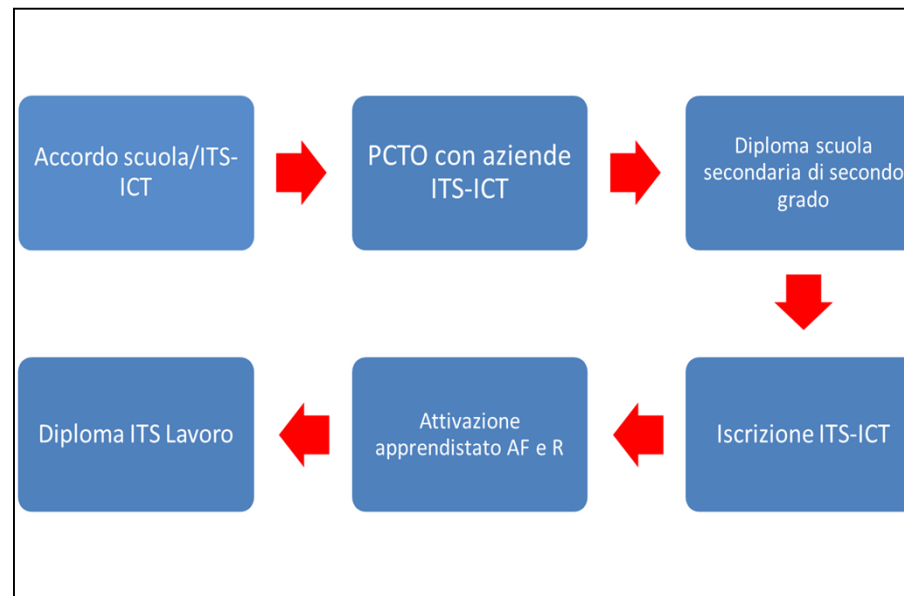 Accordo scuola/ITS-
ICT
PCTO con aziende
ITS-ICT
Diploma scuola
secondaria di secondo
grado
Iscrizione ITS-ICT
Attivazione
apprendistato AF e R
Diploma ITS Lavoro